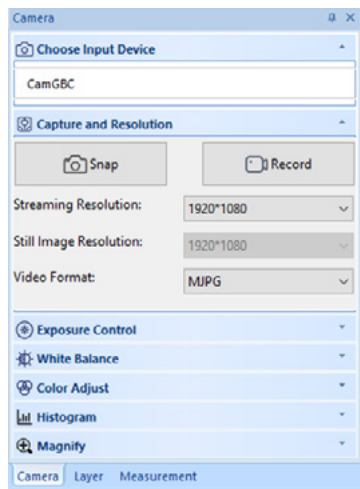 Camera
Choose Input Device
CamGBC
Capture and Resolution
Snap Record
Streaming Resolution: 1920*1080
Still Image Resolution: 1920*1080
Video Format: MJPG
Exposure Control
White Balance
Color Adjust
Histogram
Magnify
Camera Layer Measurement